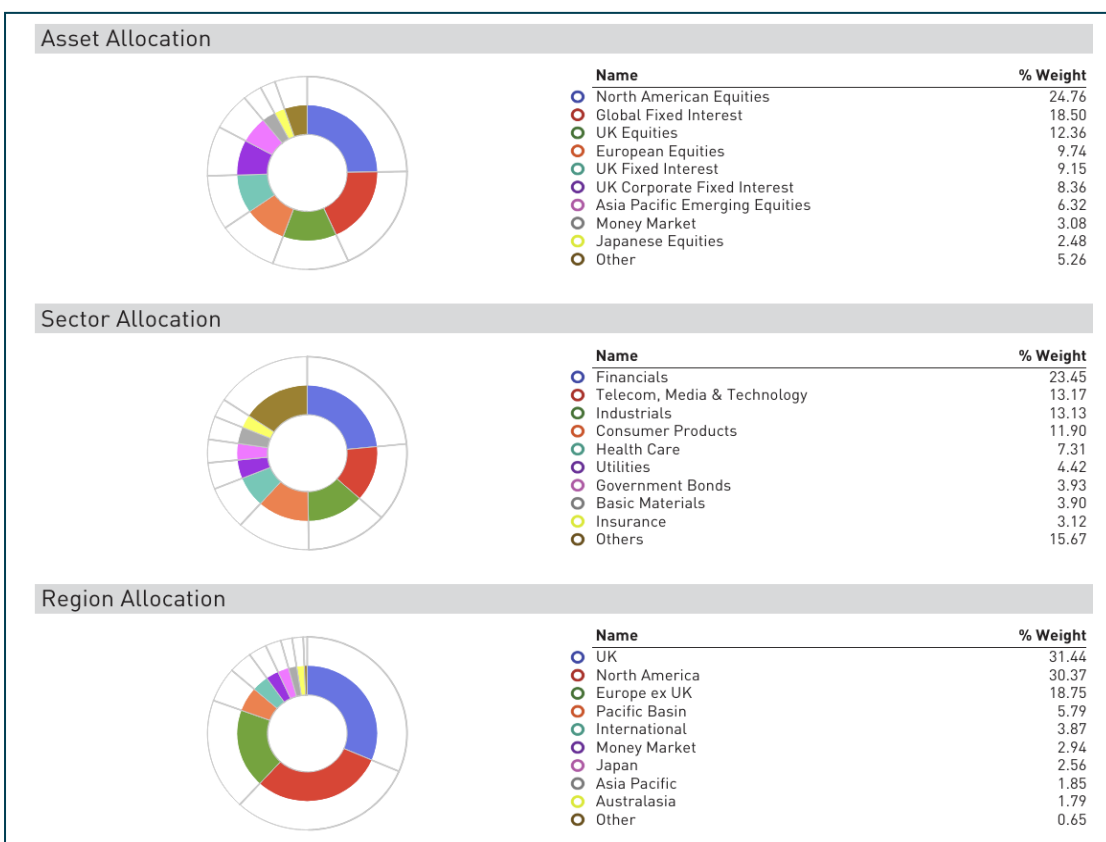 Asset Allocation
Name % Weight
North American Equities 24.76
Global Fixed Interest 18.50
UK Equities 12.36
European Equities 9.74
UK Fixed Interest 9.15
UK Corporate Fixed Interest 8.36
Asia Pacific Emerging Equities 6.32
Money Market 3.08
Japanese Equities 2.48
Other 5.26
Sector Allocation
Name % Weight
Financials 23.45
Telecom, Media & Technology 13.17
Industrials 13.13
Consumer Products 11.90
Health Care 7.31
Utilities 4.42
Government Bonds 3.93
Basic Materials 3.90
Insurance 3.12
Others 15.67
Region Allocation
Name % Weight
UK 31.44
North America 30.37
Europe ex UK 18.75
Pacific Basin 5.79
International 3.87
Money Market 2.94
Japan 2.56
Asia Pacific 1.85
Australasia 1.79
Other 0.65